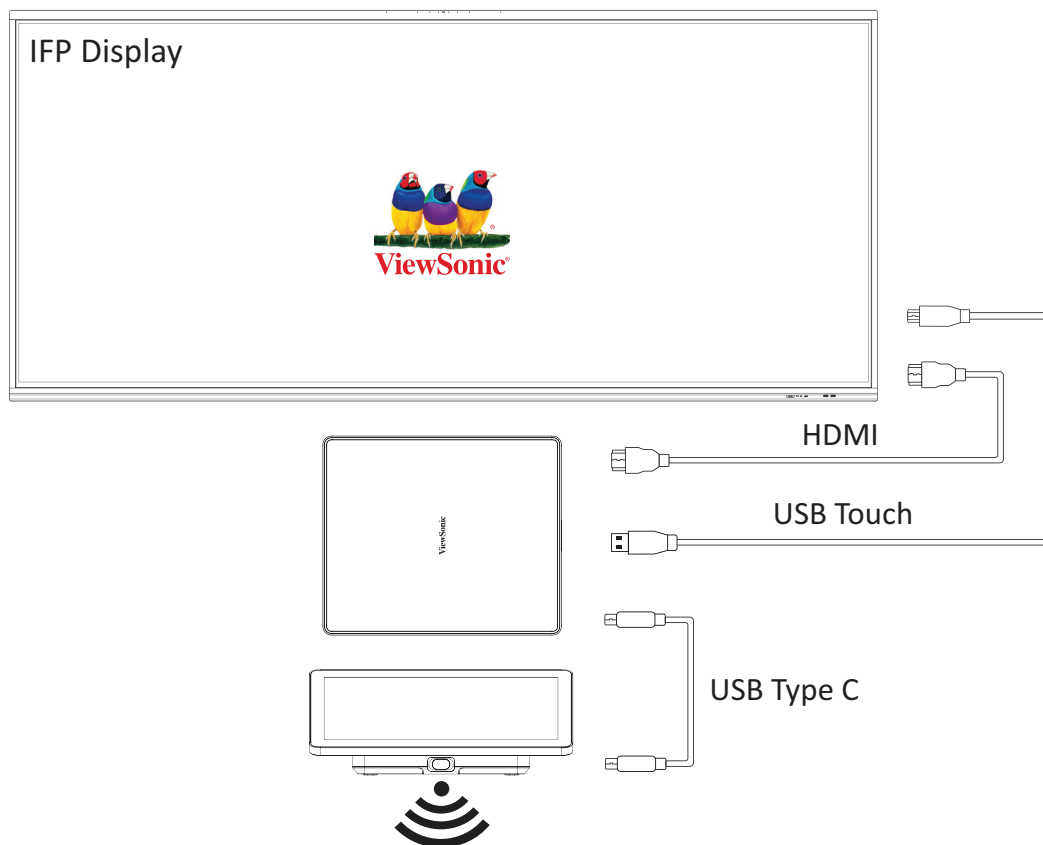 IFP Display
ViewSonic®
HDMI
ViewSonic
USB Touch
USB Type C